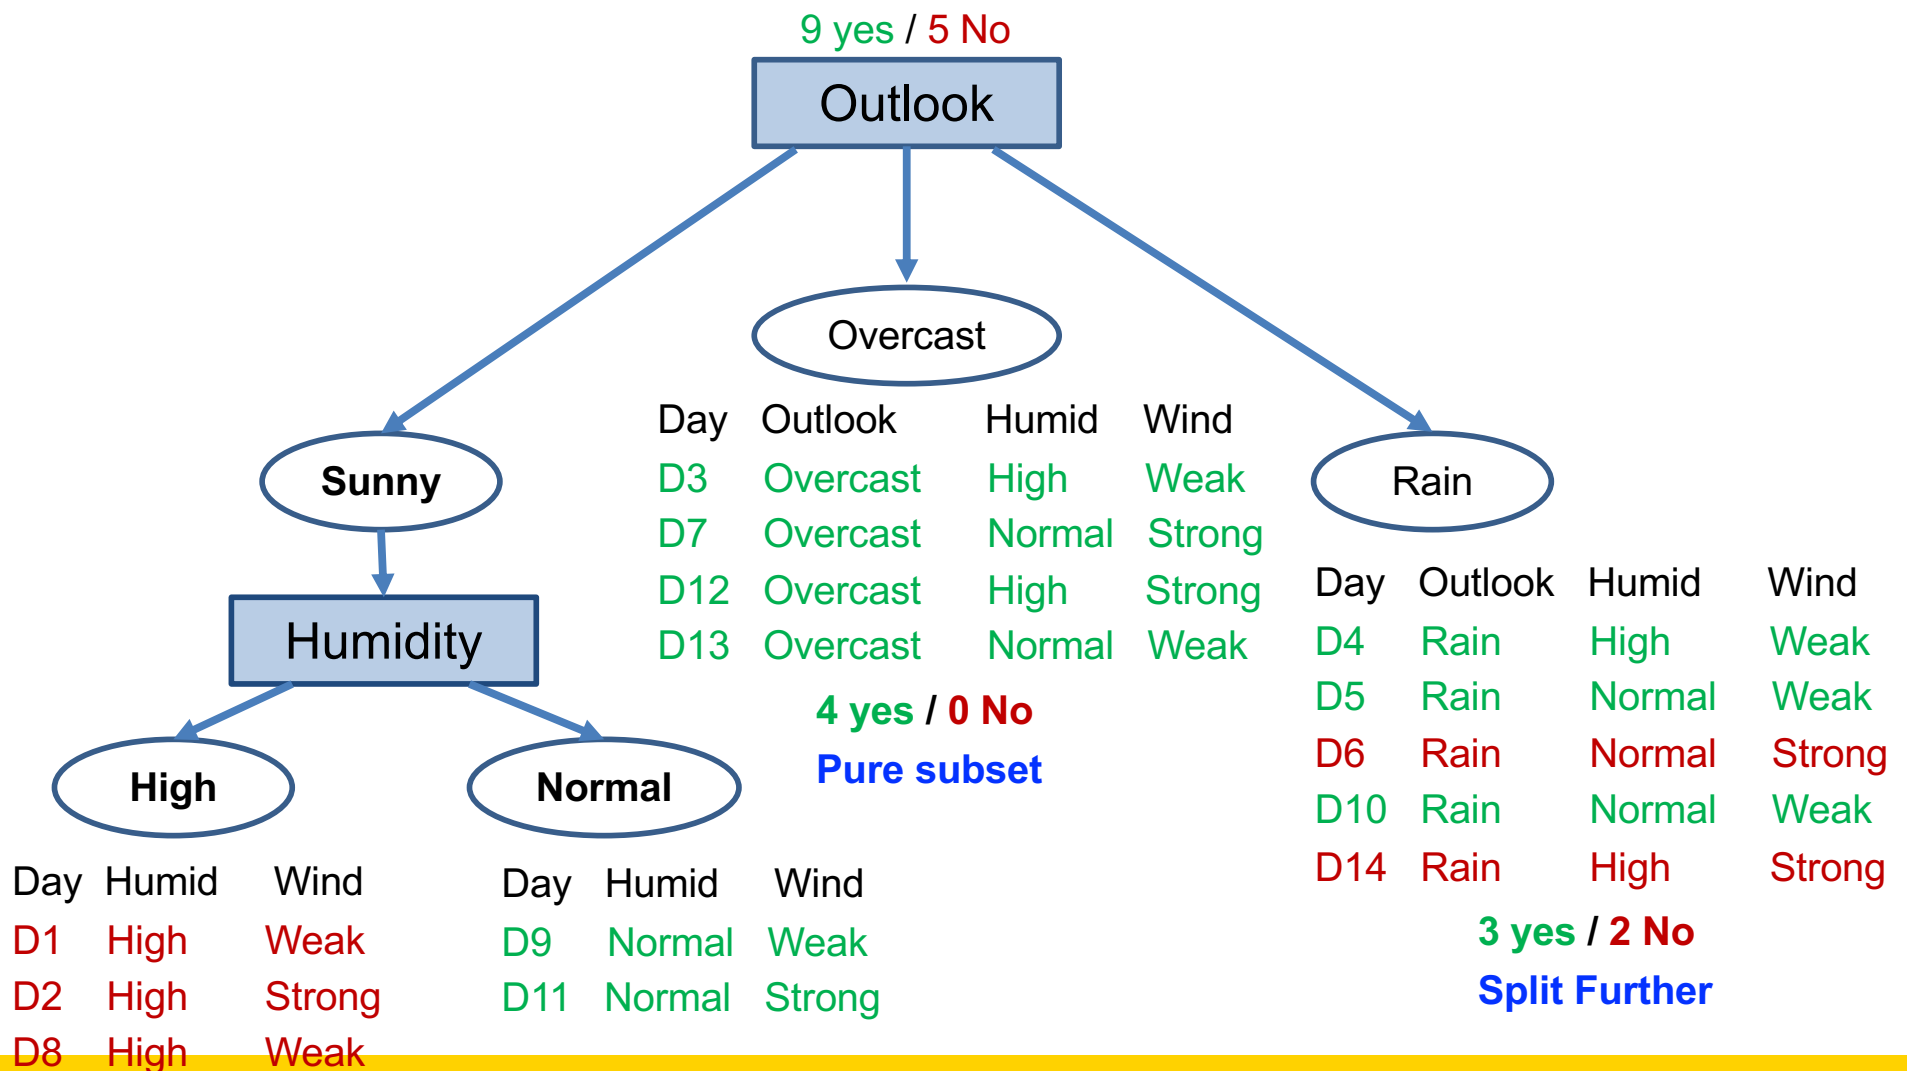 9 yes / 5 No
Outlook
Overcast
Day Outlook Humid Wind
D3 Overcast High Weak
D7 Overcast Normal Strong
D12 Overcast High Strong
D13 Overcast Normal Weak
4 yes / 0 No
Pure subset
Sunny
Humidity
High
Day Humid Wind
D1 High Weak
D2 High Strong
D8 High Weak
Normal
Day Humid Wind
D9 Normal Weak
D11 Normal Strong
Rain
Day Outlook Humid Wind
D4 Rain High Weak
D5 Rain Normal Weak
D6 Rain Normal Strong
D10 Rain Normal Weak
D14 Rain High Strong
3 yes / 2 No
Split Further